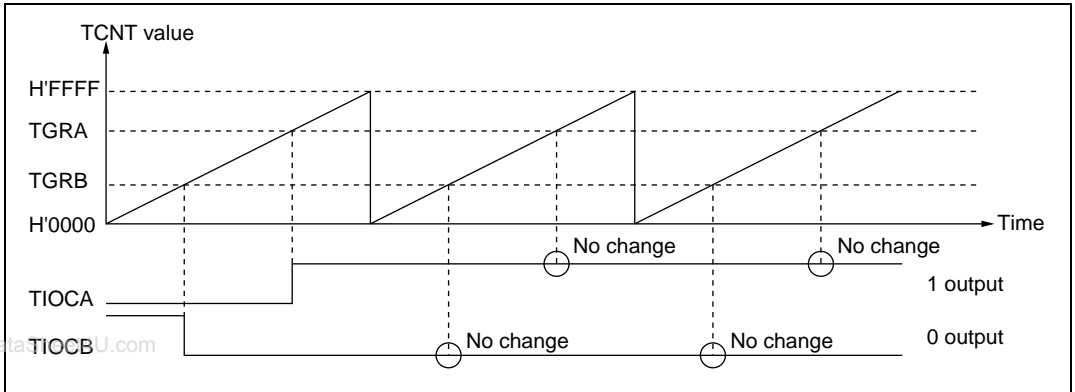 TCNT value
H'FFFF
TGRA
TGRB
H'0000
Time
No change
No change
TIOCA
1 output
No change
No change
TIOCB
0 output